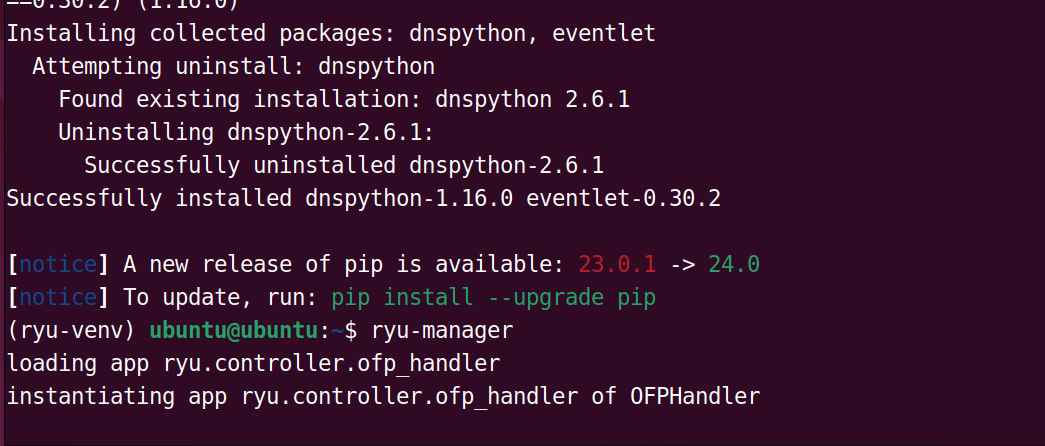 ==0.30.2) (1.16.0)
Installing collected packages: dnspython, eventlet
  Attempting uninstall: dnspython
    Found existing installation: dnspython 2.6.1
    Uninstalling dnspython-2.6.1:
      Successfully uninstalled dnspython-2.6.1
Successfully installed dnspython-1.16.0 eventlet-0.30.2

[notice] A new release of pip is available: 23.0.1 -> 24.0
[notice] To update, run: pip install --upgrade pip
(ryu-venv) ubuntu@ubuntu:~$ ryu-manager
loading app ryu.controller.ofp_handler
instantiating app ryu.controller.ofp_handler of OFPHandler